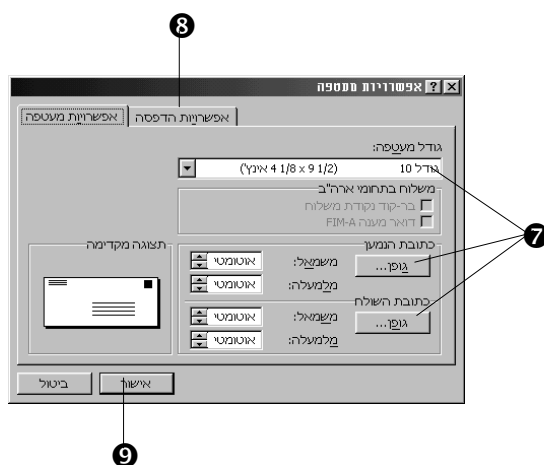 8
אפשרויות מעטפה
אפשרויות מעטפה
אפשרויות הדפסה
גודל מעטפה:
גודל 10 (4 1/8 x 9 1/2 אינץ')
משלוח בתחומי ארה"ב
בר-קוד נקודת משלוח
דואר מענה FIM-A
7
כתובת הנמען
גופן...
משמאל: אוטומטי
מלמעלה: אוטומטי
תצוגה מקדימה
כתובת השולח
גופן...
משמאל: אוטומטי
מלמעלה: אוטומטי
אישור
ביטול
9